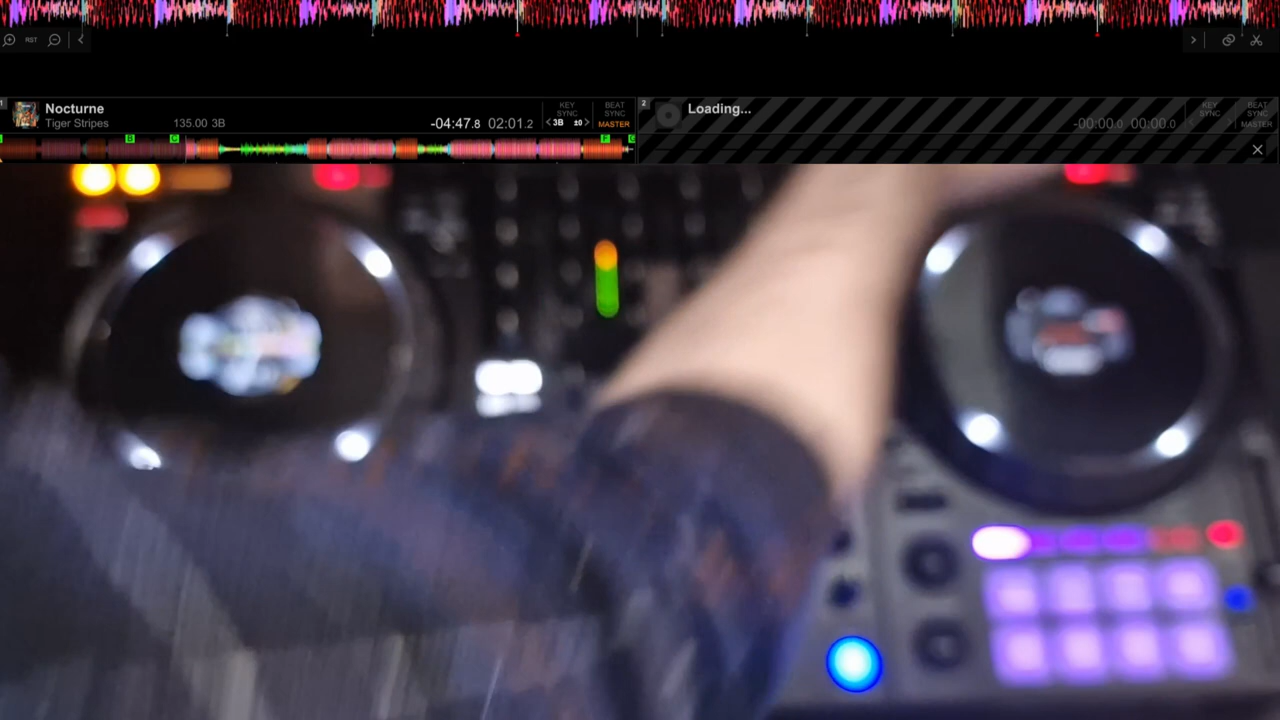 RST
1
Nocturne
Tiger Stripes
135.00 3B
-04:47.8 02:01.2
KEY
SYNC
3B ±0
BEAT
SYNC
MASTER
B
C
F
2
Loading...
-00:00.0 00:00.0
KEY
SYNC
BEAT
SYNC
MASTER